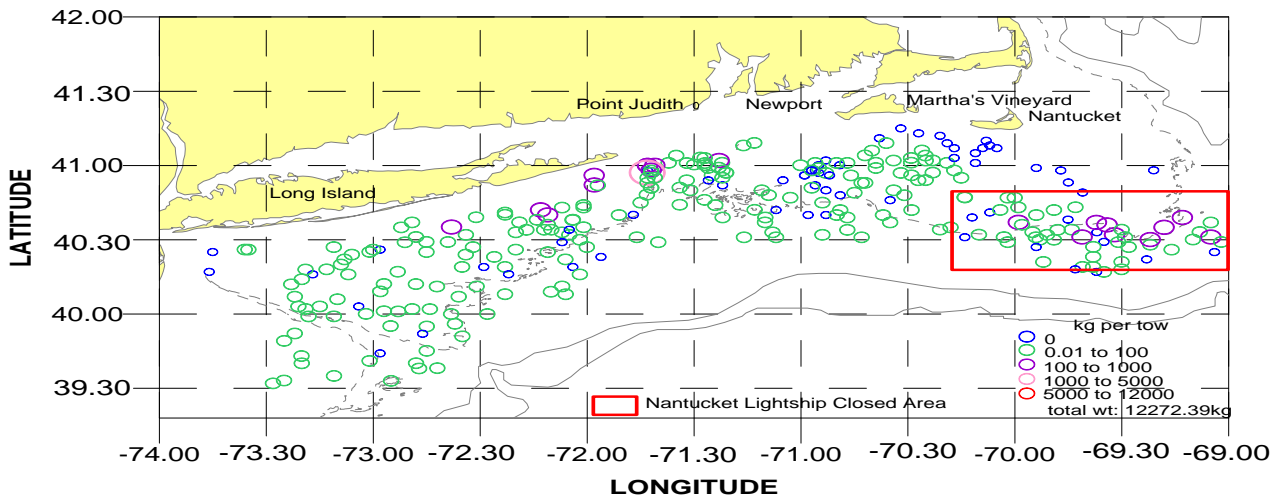 42.00
41.30
41.00
40.30
40.00
39.30
LATITUDE
Point Judith
Newport
Martha's Vineyard
Nantucket
Long Island
kg per tow
0
0.01 to 100
100 to 1000
1000 to 5000
5000 to 12000
total wt: 12272.39kg
Nantucket Lightship Closed Area
-74.00 -73.30 -73.00 -72.30 -72.00 -71.30 -71.00 -70.30 -70.00 -69.30 -69.00
LONGITUDE